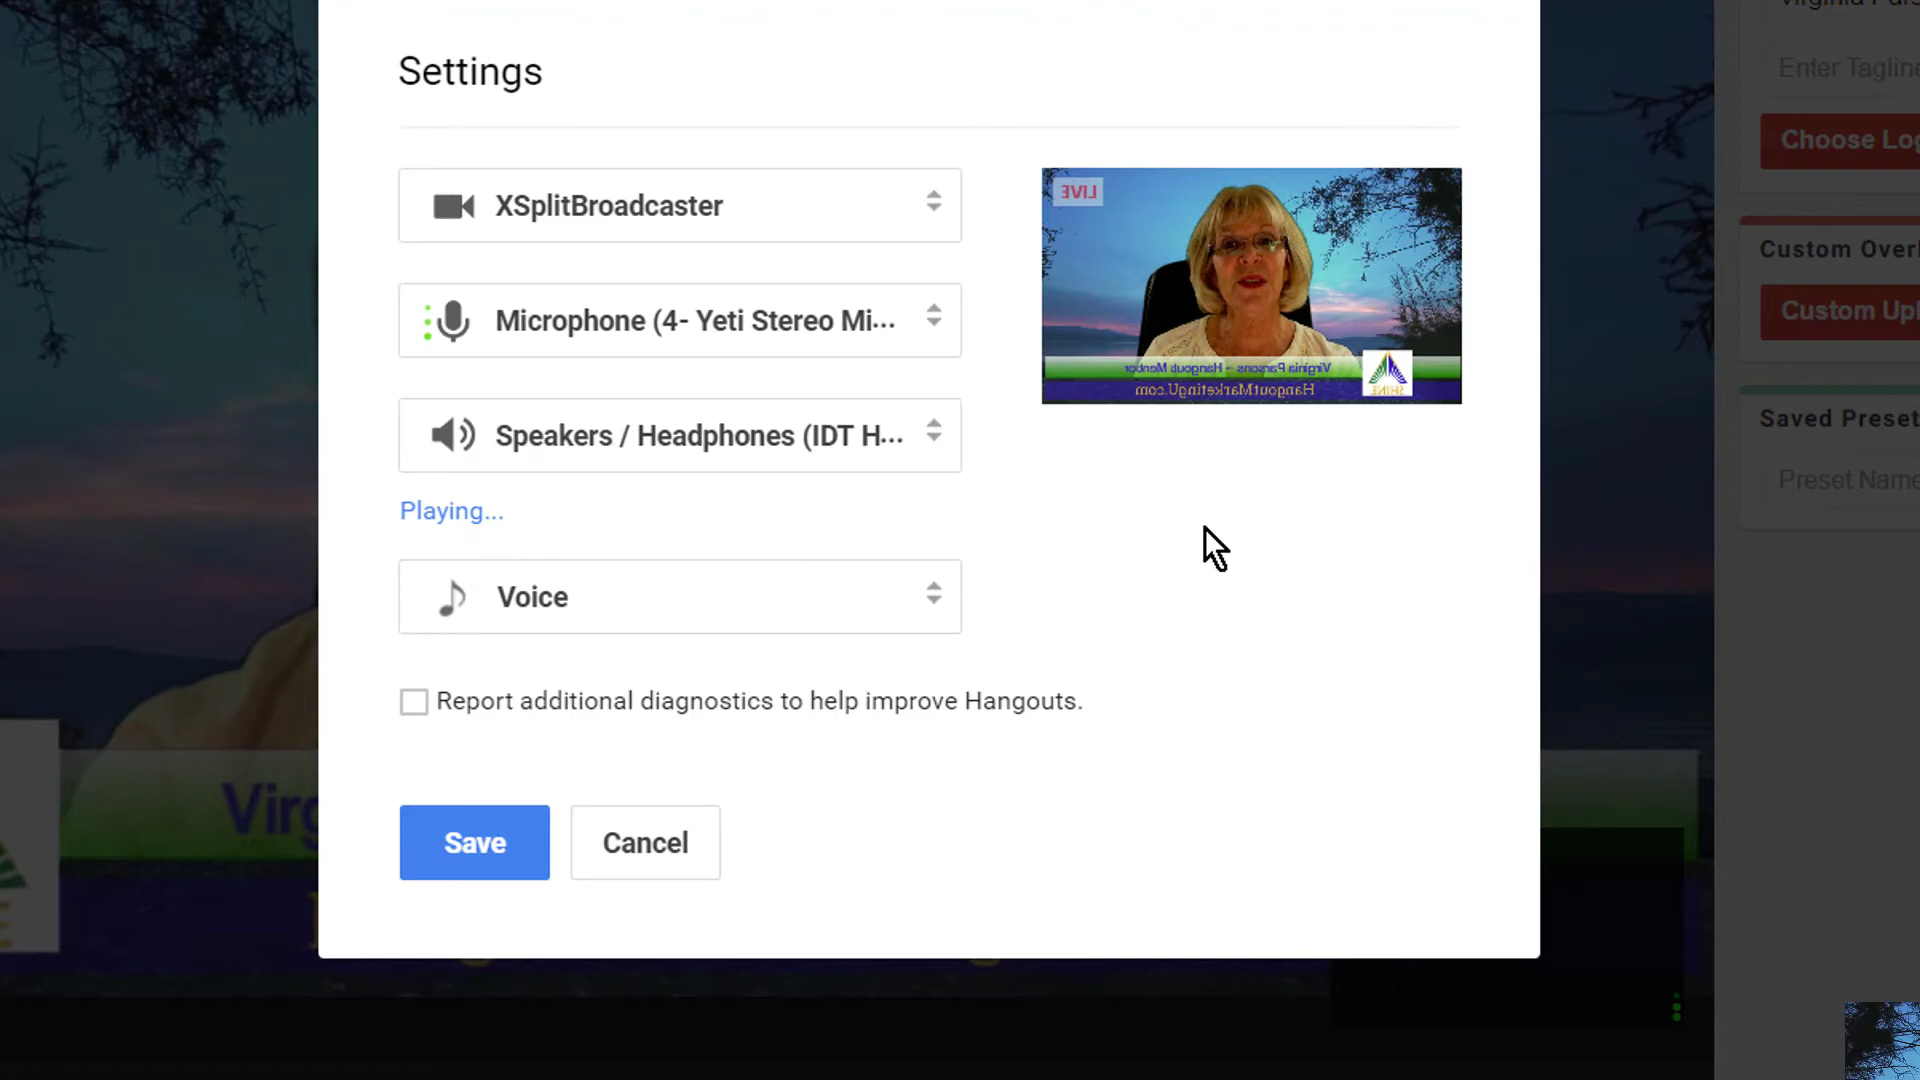 Settings
XSplitBroadcaster
Microphone (4- Yeti Stereo Mi...
Speakers / Headphones (IDT H...
Playing...
Voice
Report additional diagnostics to help improve Hangouts.
Save
Cancel
LIVE
Virginia Parsons - Hangout Mentor
HangoutMarketingU.com
SHINE
Virg
Enter Tagline
Choose Log
Custom Over
Custom Upl
Saved Preset
Preset Name